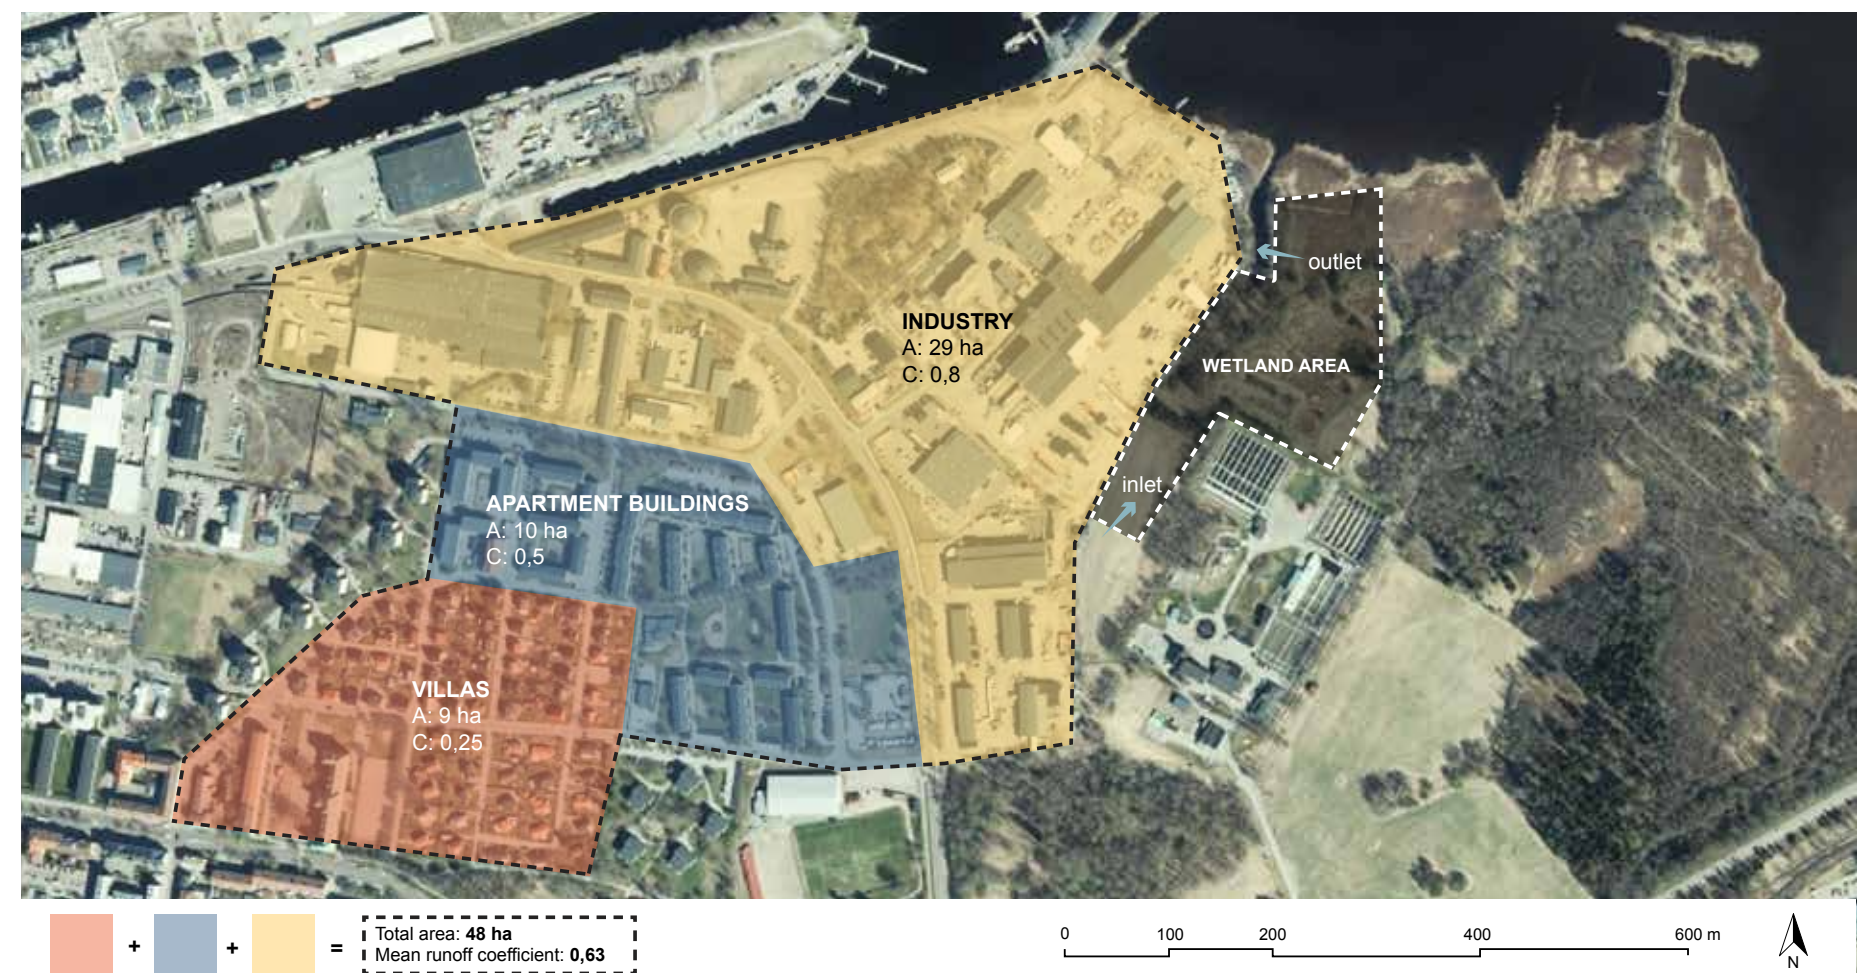 outlet
INDUSTRY
A: 29 ha
C: 0,8
WETLAND AREA
inlet
APARTMENT BUILDINGS
A: 10 ha
C: 0,5
VILLAS
A: 9 ha
C: 0,25
+ + =
Total area: 48 ha
Mean runoff coefficient: 0,63
0 100 200 400 600 m
N